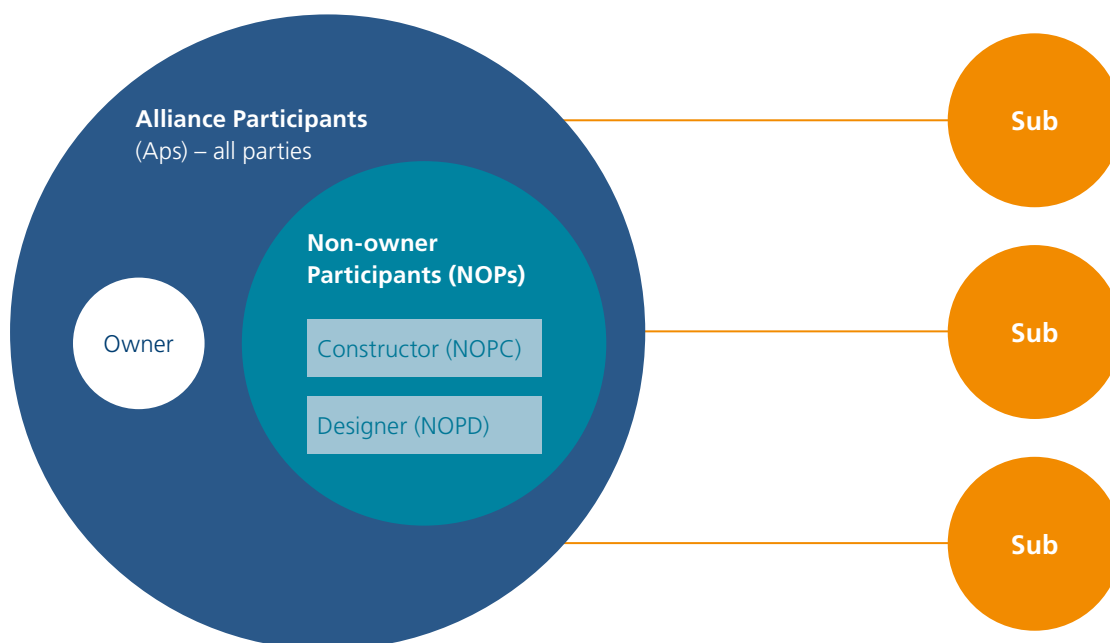 Alliance Participants
(Aps) – all parties
Non-owner
Participants (NOPs)
Owner
Constructor (NOPC)
Designer (NOPD)
Sub
Sub
Sub